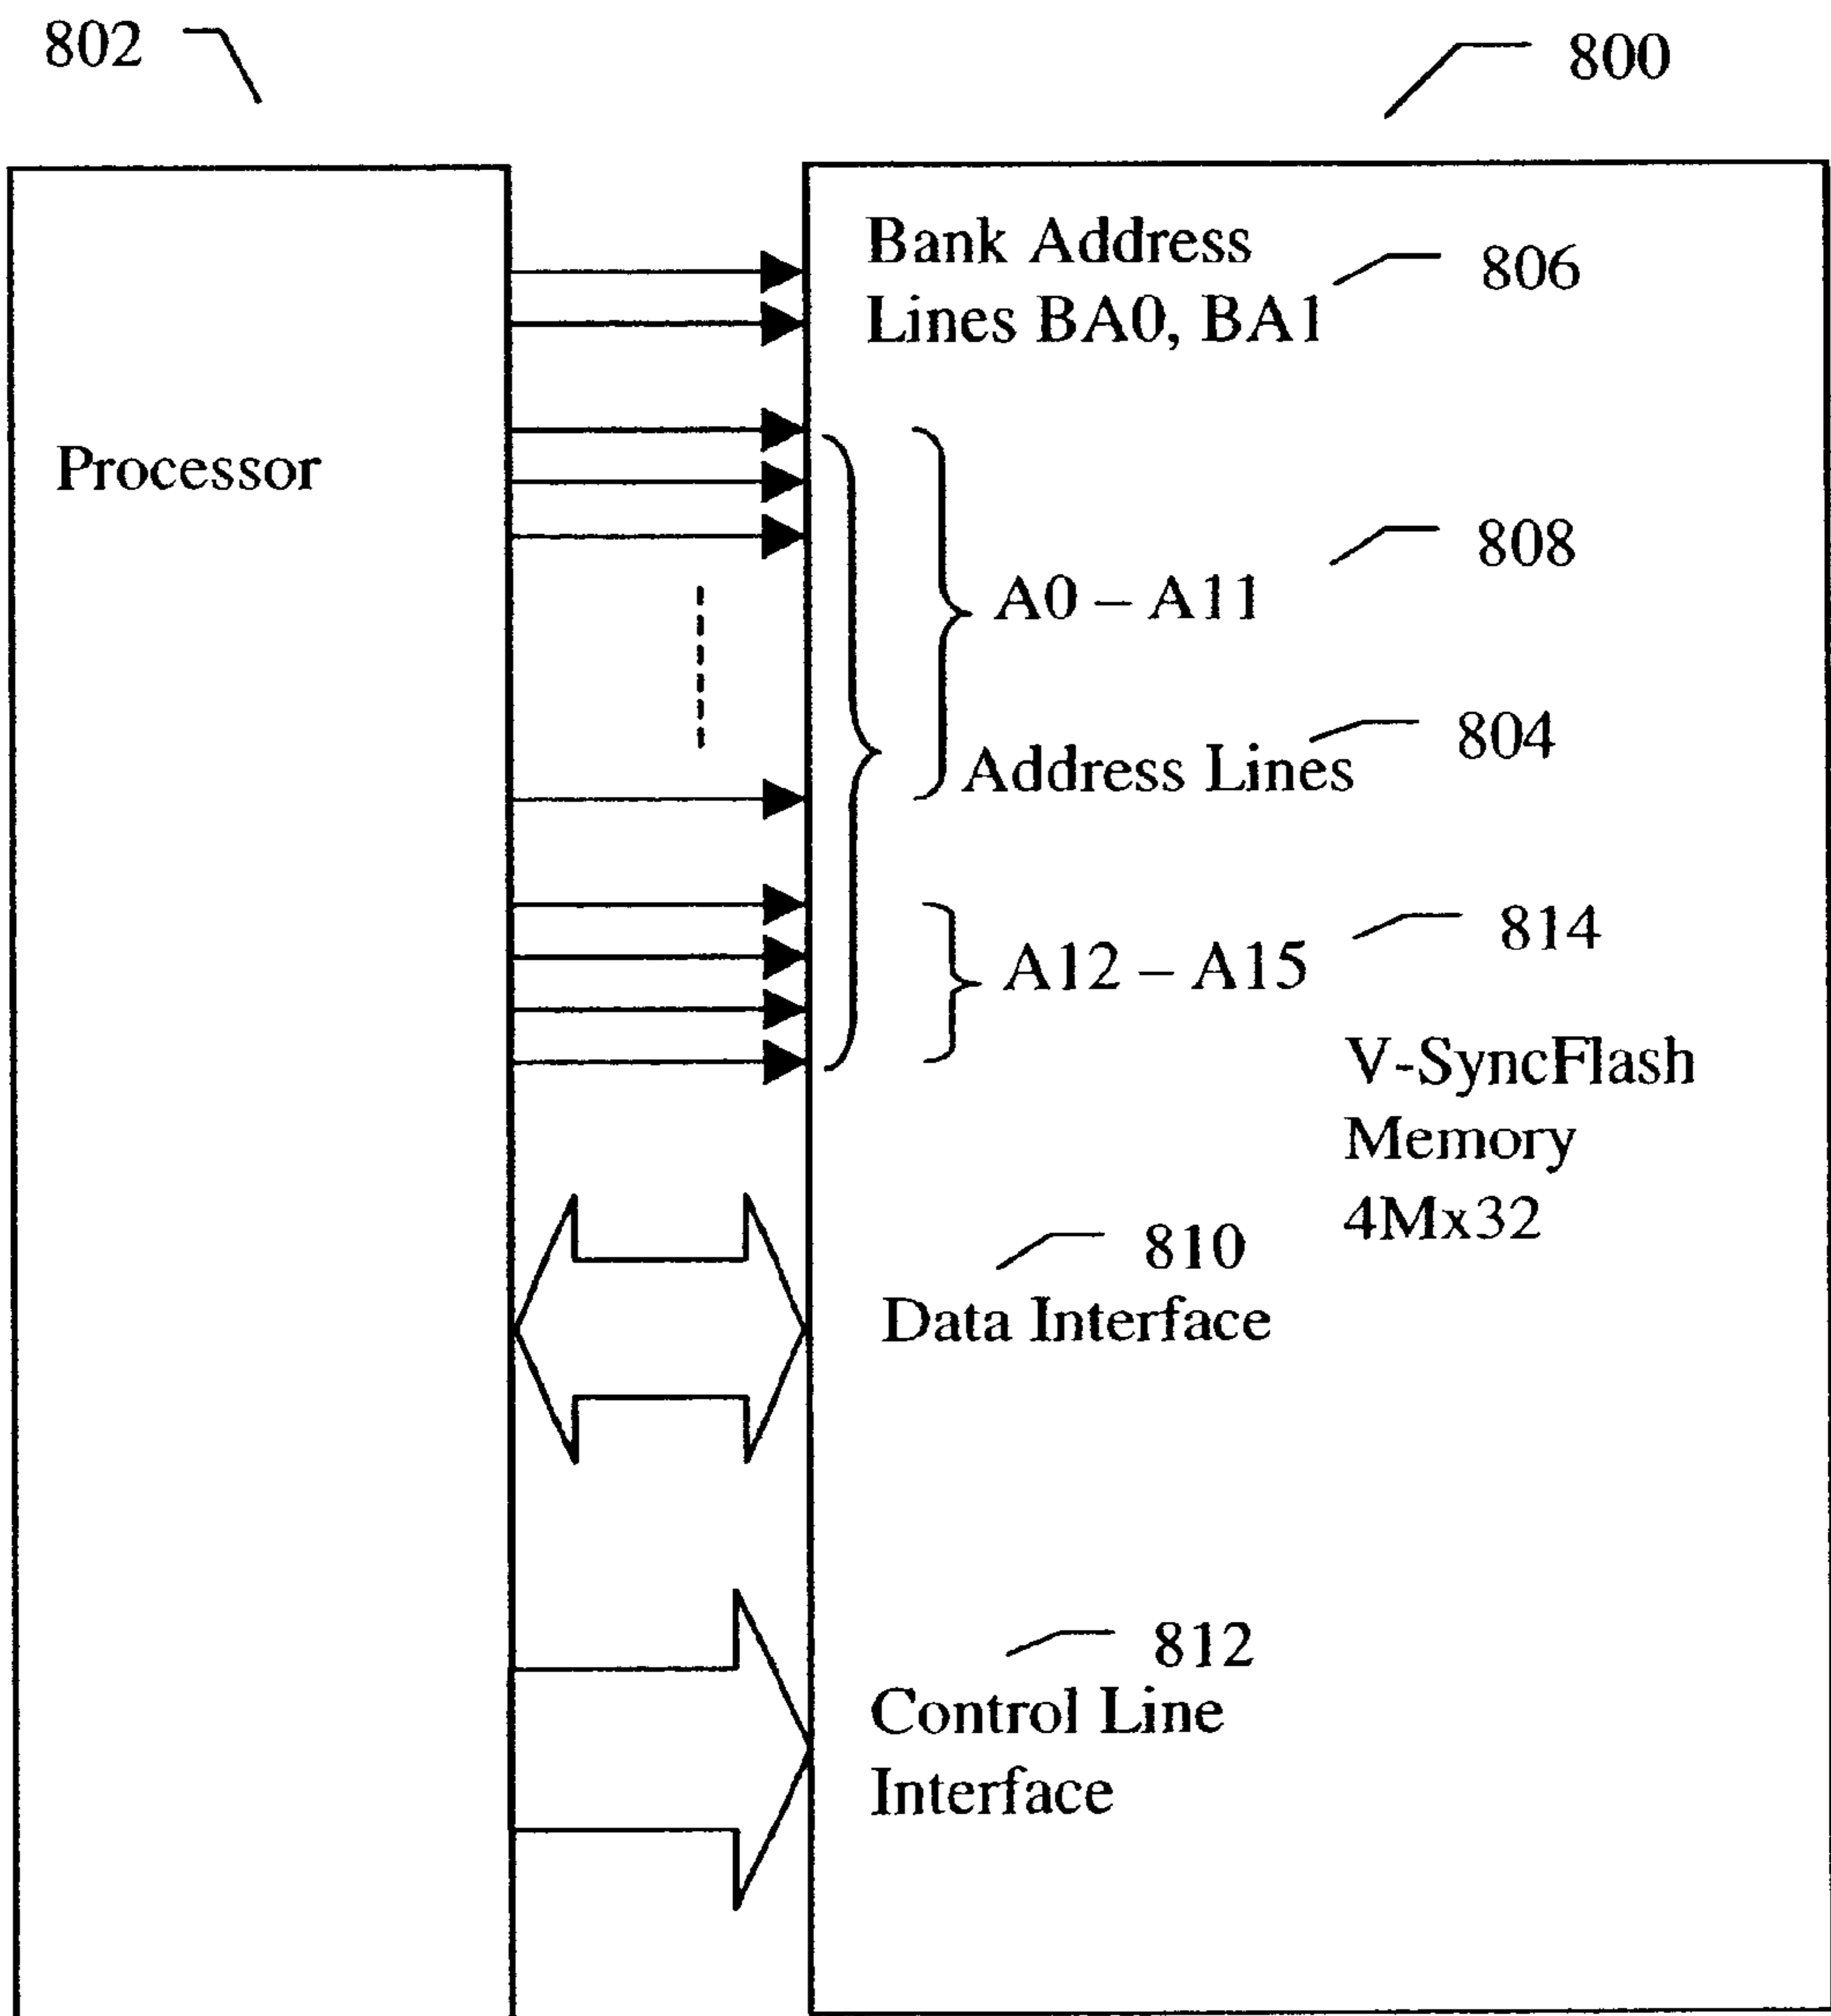 802
800
Bank Address
Lines BA0, BA1
806
Processor
808
A0 – A11
804
Address Lines
814
A12 – A15
V-SyncFlash
Memory
4Mx32
810
Data Interface
812
Control Line
Interface